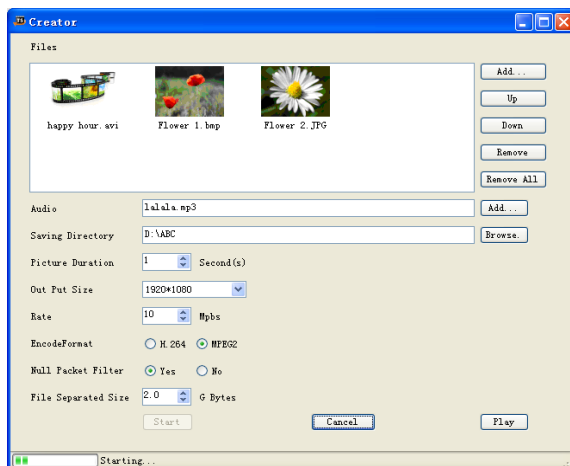 Creator
Files
happy hour.avi
Flower 1.bmp
Flower 2.JPG
Add...
Up
Down
Remove
Remove All
Audio lalala.mp3 Add...
Saving Directory D:\ABC Browse.
Picture Duration 1 Second(s)
Out Put Size 1920*1080
Rate 10 Mpbs
EncodeFormat H.264 MPEG2
Null Packet Filter Yes No
File Separated Size 2.0 G Bytes
Start Cancel Play
Starting...